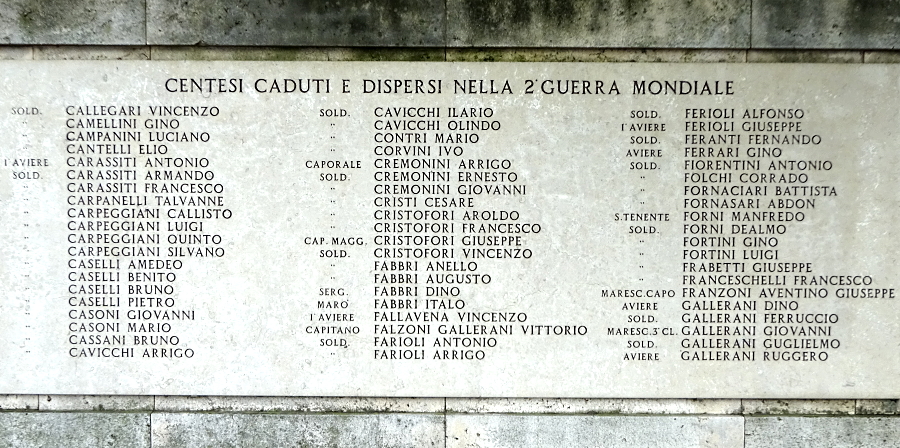 CENTESI CADUTI E DISPERSI NELLA 2ª GUERRA MONDIALE
SOLD. CALLEGARI VINCENZO
" CAMELLINI GINO
" CAMPANINI LUCIANO
" CANTELLI ELIO
I°AVIERE CARASSITI ANTONIO
SOLD. CARASSITI ARMANDO
" CARASSITI FRANCESCO
" CARPANELLI TALVANNE
" CARPEGGIANI CALLISTO
" CARPEGGIANI LUIGI
" CARPEGGIANI QUINTO
" CARPEGGIANI SILVANO
" CASELLI AMEDEO
" CASELLI BENITO
" CASELLI BRUNO
" CASELLI PIETRO
" CASONI GIOVANNI
" CASONI MARIO
" CASSANI BRUNO
" CAVICCHI ARRIGO
SOLD. CAVICCHI ILARIO
" CAVICCHI OLINDO
" CONTRI MARIO
" CORVINI IVO
CAPORALE CREMONINI ARRIGO
SOLD. CREMONINI ERNESTO
" CREMONINI GIOVANNI
" CRISTI CESARE
" CRISTOFORI AROLDO
" CRISTOFORI FRANCESCO
CAP. MAGG. CRISTOFORI GIUSEPPE
SOLD. CRISTOFORI VINCENZO
" FABBRI ANELLO
" FABBRI AUGUSTO
SERG. FABBRI DINO
MARO' FABBRI ITALO
I°AVIERE FALLAVENA VINCENZO
CAPITANO FALZONI GALLERANI VITTORIO
SOLD. FARIOLI ANTONIO
" FARIOLI ARRIGO
SOLD. FERIOLI ALFONSO
I°AVIERE FERIOLI GIUSEPPE
SOLD. FERANTI FERNANDO
AVIERE FERRARI GINO
SOLD. FIORENTINI ANTONIO
" FOLCHI CORRADO
" FORNACIARI BATTISTA
" FORNASARI ABDON
S.TENENTE FORNI MANFREDO
SOLD. FORNI DEALMO
" FORTINI GINO
" FORTINI LUIGI
" FRABETTI GIUSEPPE
" FRANCESCHELLI FRANCESCO
MARESC.CAPO FRANZONI AVENTINO GIUSEPPE
AVIERE GALLERANI DINO
SOLD. GALLERANI FERRUCCIO
MARESC.3°CL. GALLERANI GIOVANNI
SOLD. GALLERANI GUGLIELMO
AVIERE GALLERANI RUGGERO